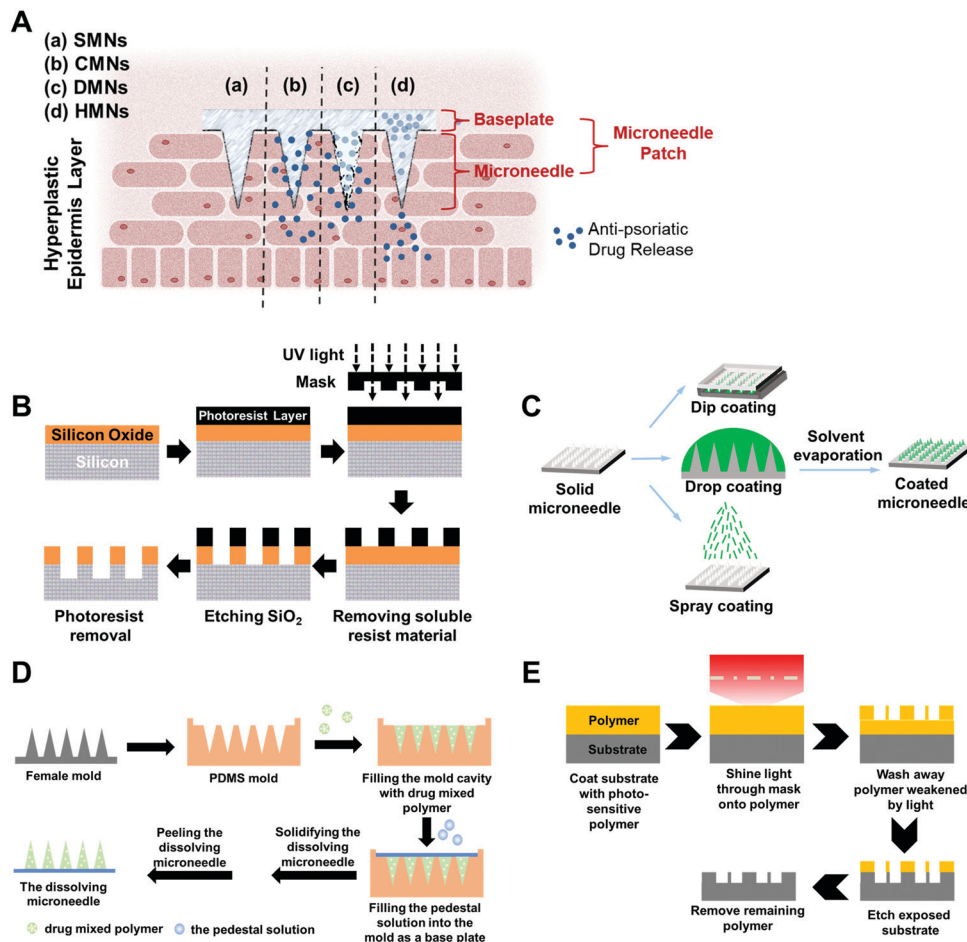 A
(a) SMNs
(b) CMNs
(c) DMNs
(d) HMNs
(a)
(b)
(c)
(d)
Hyperplastic
Epidermis Layer
Baseplate
Microneedle
Microneedle
Patch
Anti-psoriatic
Drug Release
B
UV light
Mask
Silicon Oxide
Silicon
Photoresist Layer
Photoresist
removal
Etching SiO₂
Removing soluble
resist material
C
Solid
microneedle
Dip coating
Drop coating
Spray coating
Solvent
evaporation
Coated
microneedle
D
Female mold
PDMS mold
Filling the mold cavity
with drug mixed
polymer
Peeling the
dissolving
microneedle
Solidifying the
dissolving
microneedle
The dissolving
microneedle
Filling the pedestal
solution into the
mold as a base plate
drug mixed polymer
the pedestal solution
E
Polymer
Substrate
Coat substrate
with photo-
sensitive
polymer
Shine light
through mask
onto polymer
Wash away
polymer weakened
by light
Remove remaining
polymer
Etch exposed
substrate